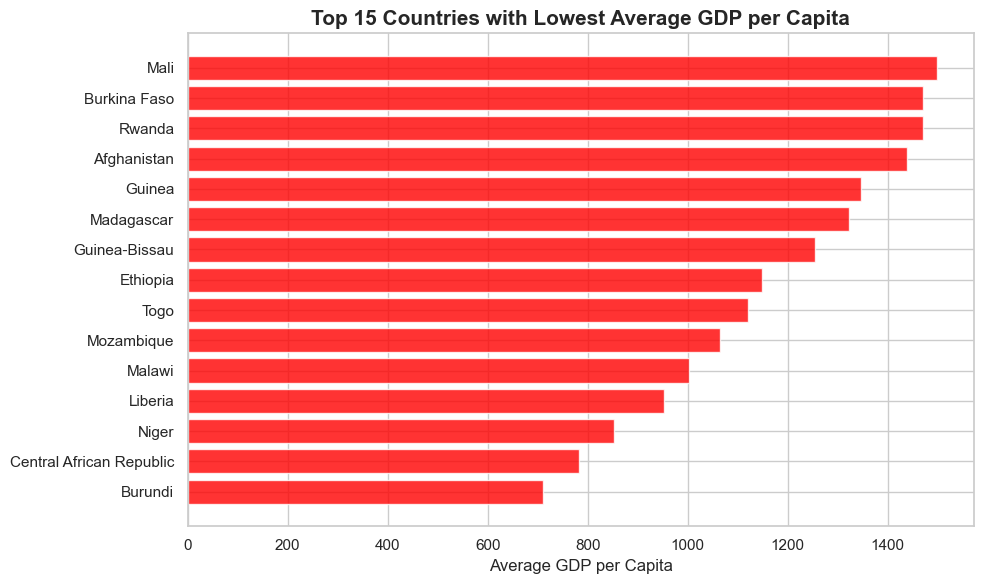 Top 15 Countries with Lowest Average GDP per Capita
Mali
Burkina Faso
Rwanda
Afghanistan
Guinea
Madagascar
Guinea-Bissau
Ethiopia
Togo
Mozambique
Malawi
Liberia
Niger
Central African Republic
Burundi
0 200 400 600 800 1000 1200 1400
Average GDP per Capita